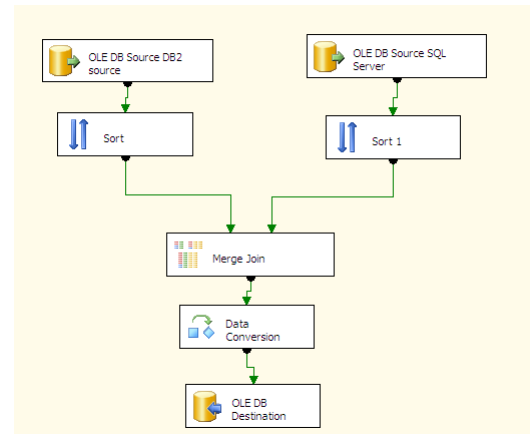 OLE DB Source DB2
source
OLE DB Source SQL
Server
Sort
Sort 1
Merge Join
Data
Conversion
OLE DB
Destination